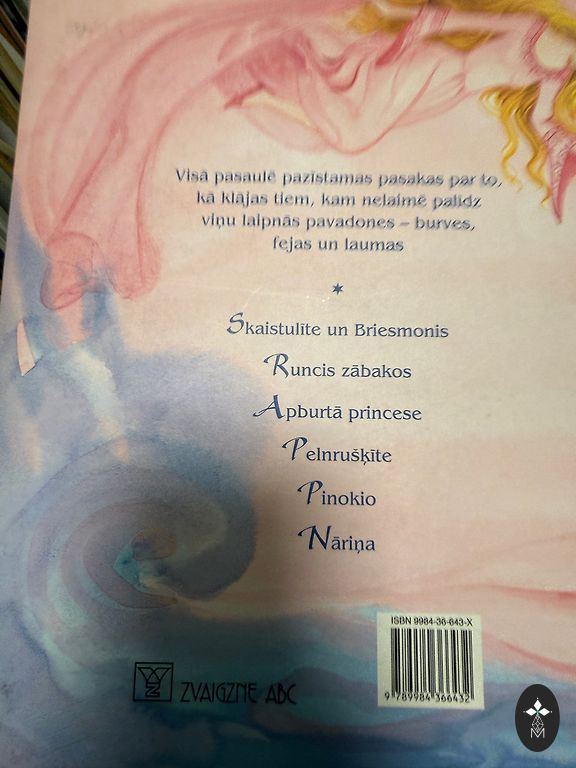 Visā pasaulē pazīstamas pasakas par to,
kā klājas tiem, kam nelaimē palīdz
viņu laipnās pavadones – burves,
fejas un laumas
Skaistulīte un Briesmonis
Runcis zābakos
Apburtā princese
Pelnrušķīte
Pinokio
Nāriņa
ISBN 9984-36-643-X
9 789984 366432
ZVAIGZNE ABC
M